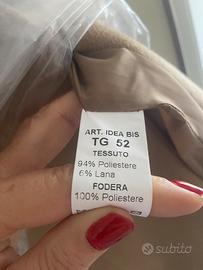 ART. IDEA BIS
TG 52
TESSUTO
94% Poliestere
6% Lana
FODERA
100% Poliestere
subito